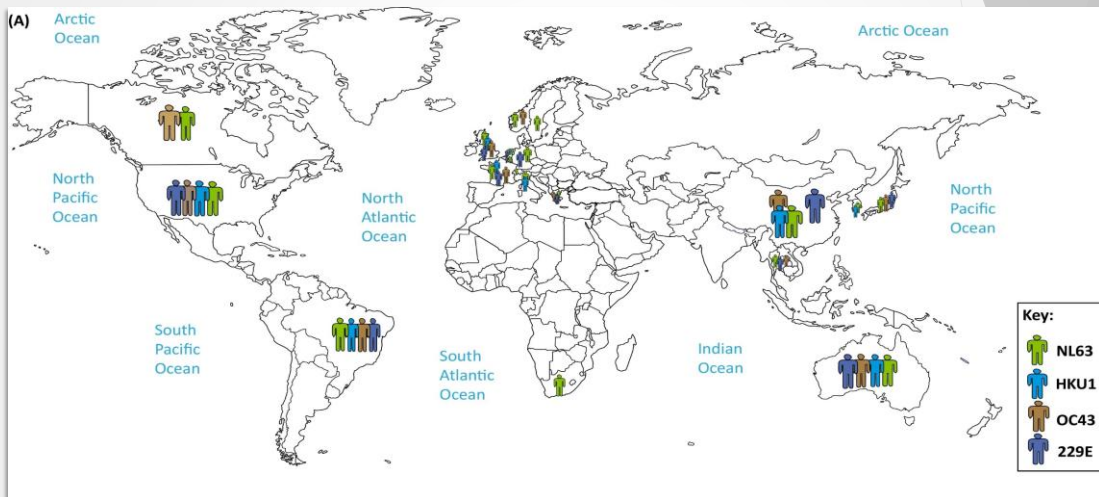 (A)
Arctic
Ocean
Arctic Ocean
North
Pacific
Ocean
North
Atlantic
Ocean
North
Pacific
Ocean
South
Pacific
Ocean
South
Atlantic
Ocean
Indian
Ocean
Key:
NL63
HKU1
OC43
229E